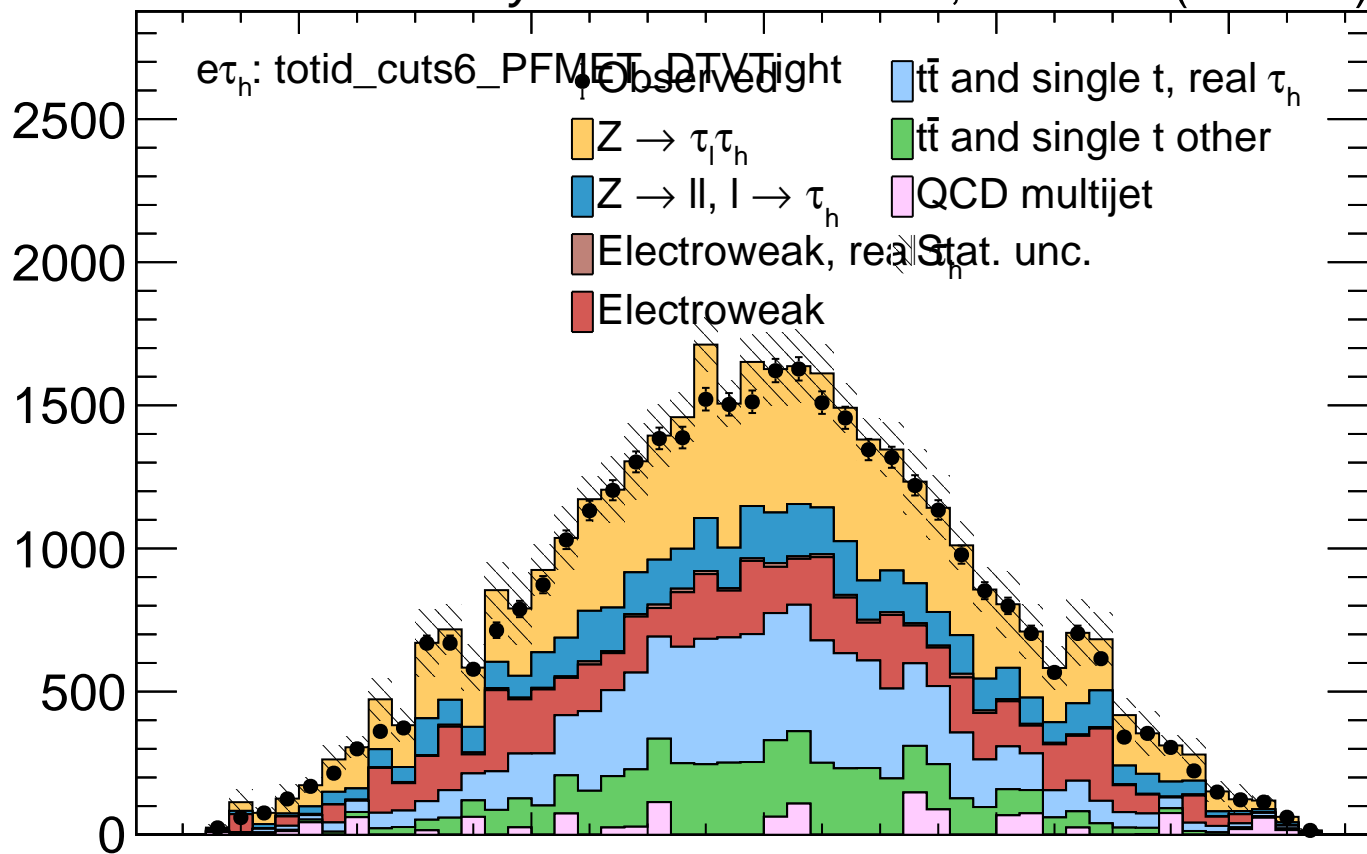 eτh: totid_cuts6_PFMET_DTVTight
Observed
Z → τlτh
Z → ll, l → τh
Electroweak, real τh
Electroweak
tt̄ and single t, real τh
tt̄ and single t other
QCD multijet
Stat. unc.
2500
2000
1500
1000
500
0